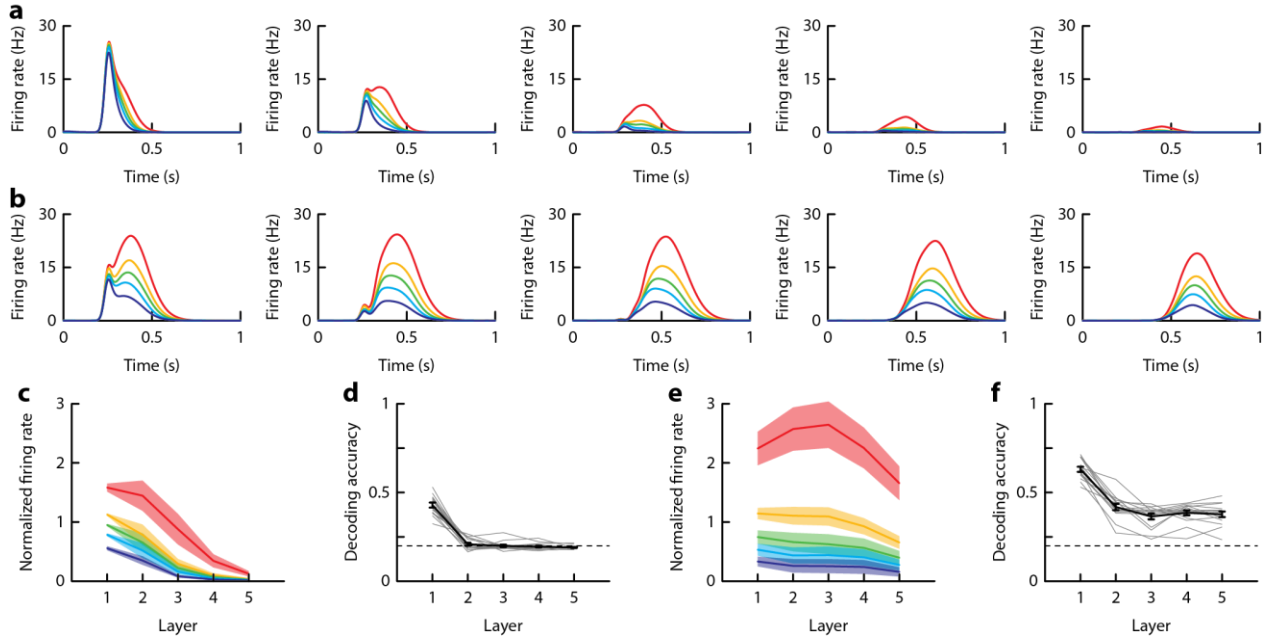 a
Firing rate (Hz)
30
15
0
0
0.5
1
Time (s)
Firing rate (Hz)
30
15
0
0
0.5
1
Time (s)
Firing rate (Hz)
30
15
0
0
0.5
1
Time (s)
Firing rate (Hz)
30
15
0
0
0.5
1
Time (s)
Firing rate (Hz)
30
15
0
0
0.5
1
Time (s)
b
Firing rate (Hz)
30
15
0
0
0.5
1
Time (s)
Firing rate (Hz)
30
15
0
0
0.5
1
Time (s)
Firing rate (Hz)
30
15
0
0
0.5
1
Time (s)
Firing rate (Hz)
30
15
0
0
0.5
1
Time (s)
Firing rate (Hz)
30
15
0
0
0.5
1
Time (s)
c
Normalized firing rate
3
2
1
0
1 2 3 4 5
Layer
d
Decoding accuracy
1
0.5
0
1 2 3 4 5
Layer
e
Normalized firing rate
3
2
1
0
1 2 3 4 5
Layer
f
Decoding accuracy
1
0.5
0
1 2 3 4 5
Layer